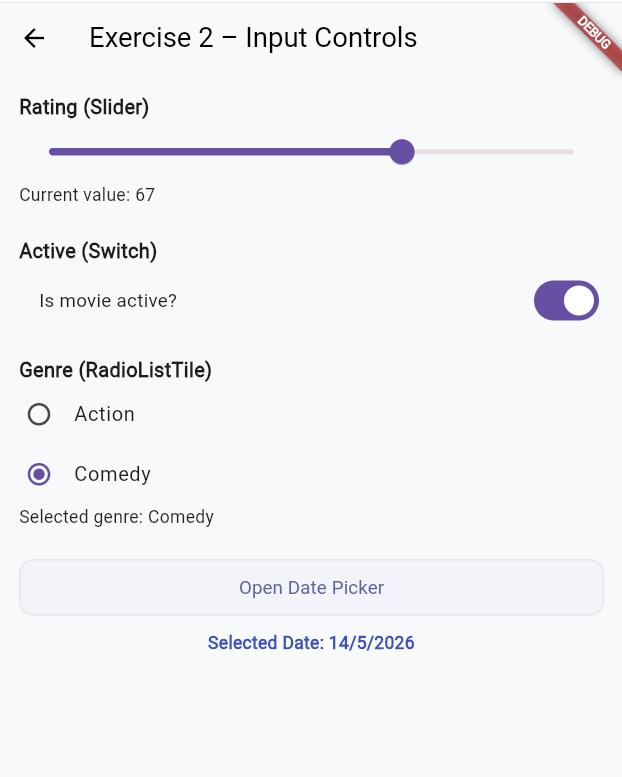 Exercise 2 – Input Controls
DEBUG
Rating (Slider)
Current value: 67
Active (Switch)
Is movie active?
Genre (RadioListTile)
Action
Comedy
Selected genre: Comedy
Open Date Picker
Selected Date: 14/5/2026